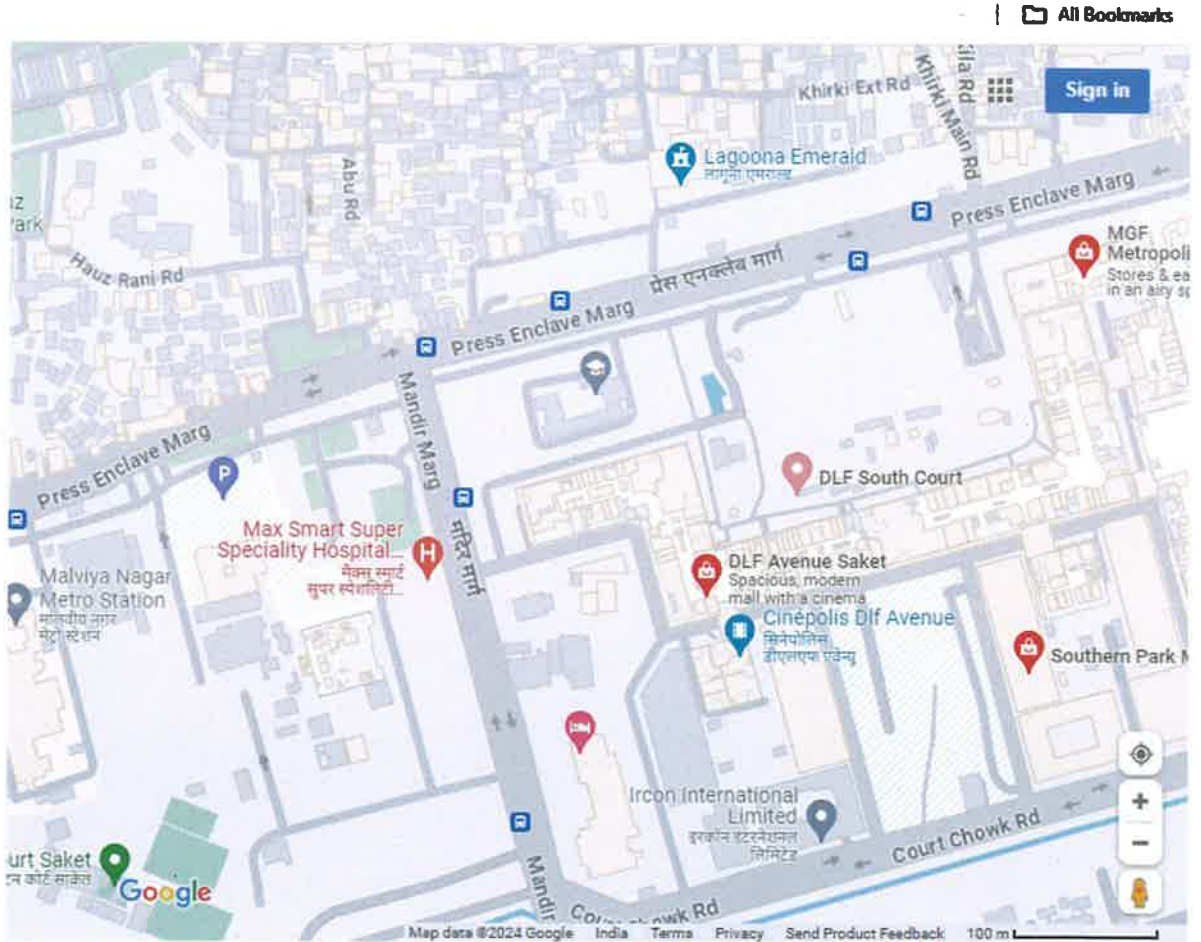 All Bookmarks
Sign in
Khirki Ext Rd
Khirki Main Rd
Lagoona Emerald
लागूना एमराल्ड
Abu Rd
Press Enclave Marg
Hauz Rani Rd
MGF
Metropoli
Stores & ea
in an airy sp
प्रेस एनक्लेव मार्ग
Press Enclave Marg
Mandir Marg
Press Enclave Marg
P
DLF South Court
Max Smart Super
Speciality Hospital...
मैक्स स्मार्ट
सुपर स्पेशलिटी...
H
मंदिर मार्ग
DLF Avenue Saket
Spacious, modern
mall with a cinema
Malviya Nagar
Metro Station
मालवीय नगर
मेट्रो स्टेशन
Cinépolis Dlf Avenue
सिनेपोलिस
डीएलएफ एवेन्यू
Southern Park M
Ircon International
Limited
इरकॉन इंटरनेशनल
लिमिटेड
Court Chowk Rd
urt Saket
टन कोर्ट साकेत
Google
Mandir
Court Chowk Rd
Map data ©2024 Google India Terms Privacy Send Product Feedback 100 m